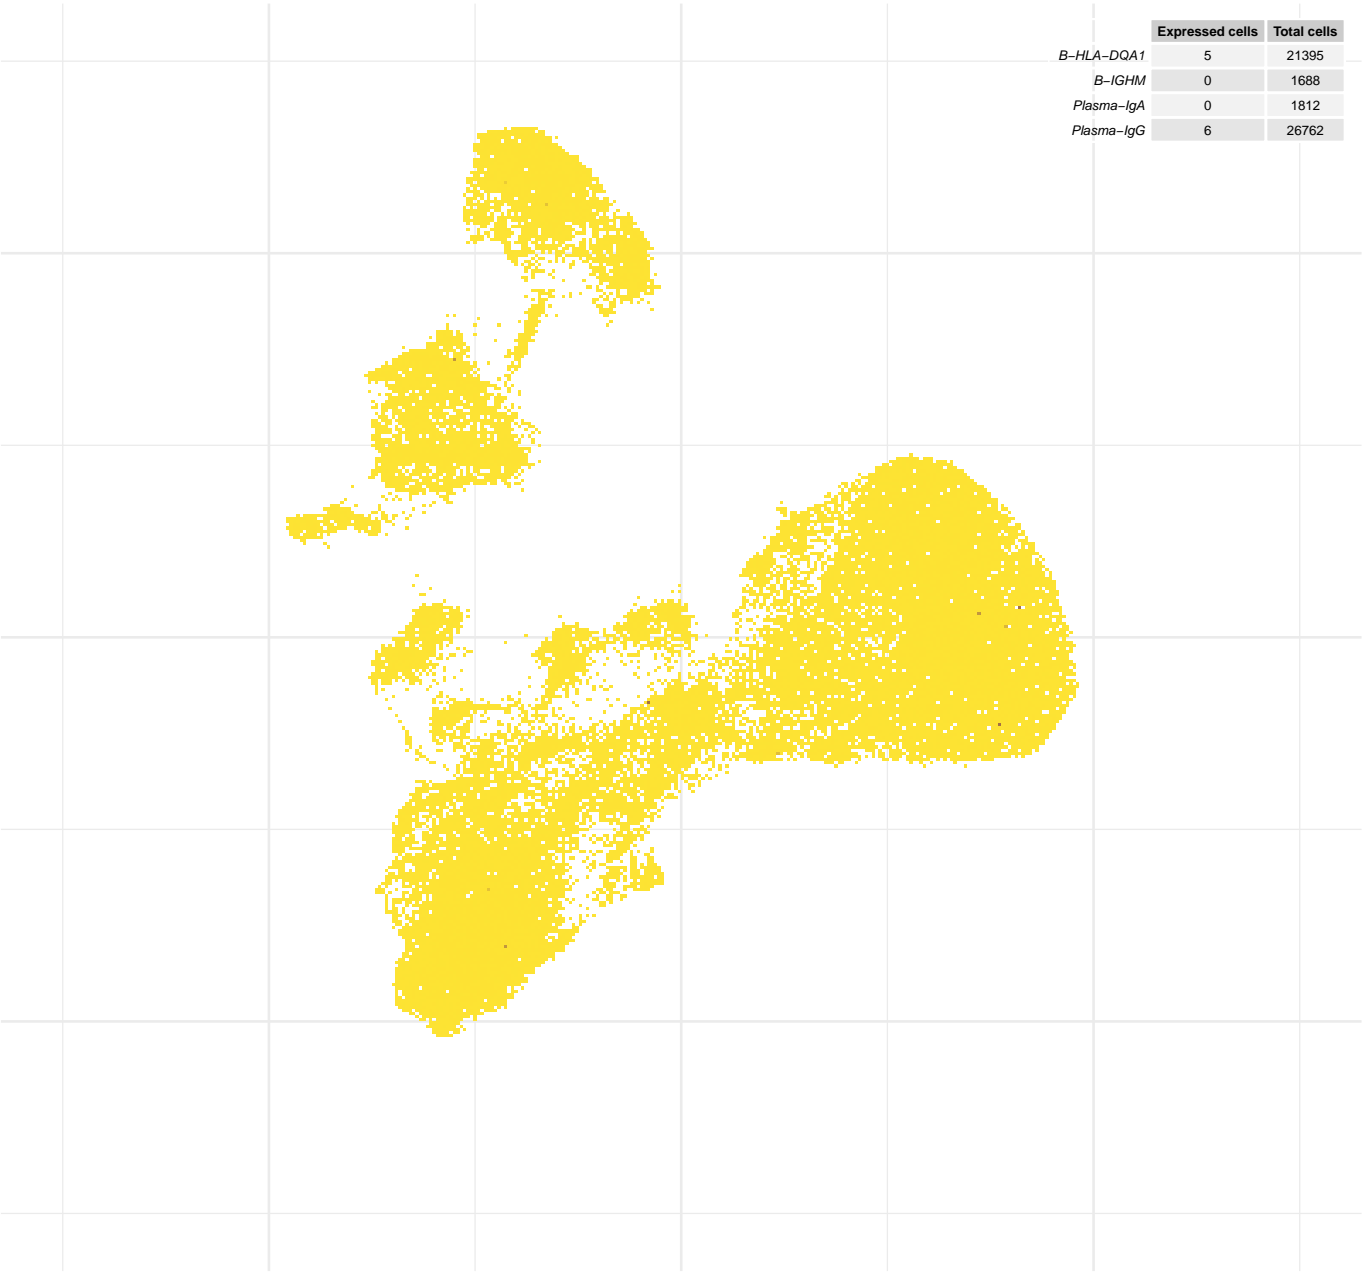 Expressed cells Total cells
B−HLA−DQA1 5 21395
B−IGHM 0 1688
Plasma−IgA 0 1812
Plasma−IgG 6 26762